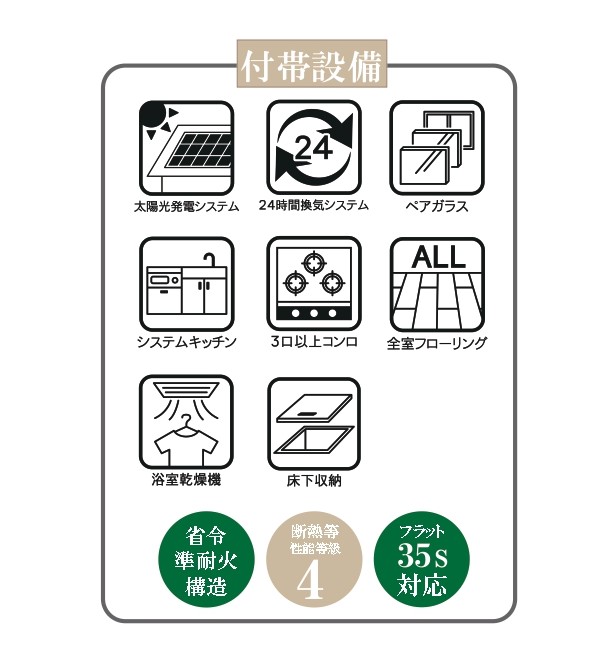 付帯設備
24
太陽光発電システム
24時間換気システム
ペアガラス
ALL
システムキッチン
3口以上コンロ
全室フローリング
浴室乾燥機
床下収納
省令
準耐火
構造
断熱等
性能等級
4
フラット
35S
対応